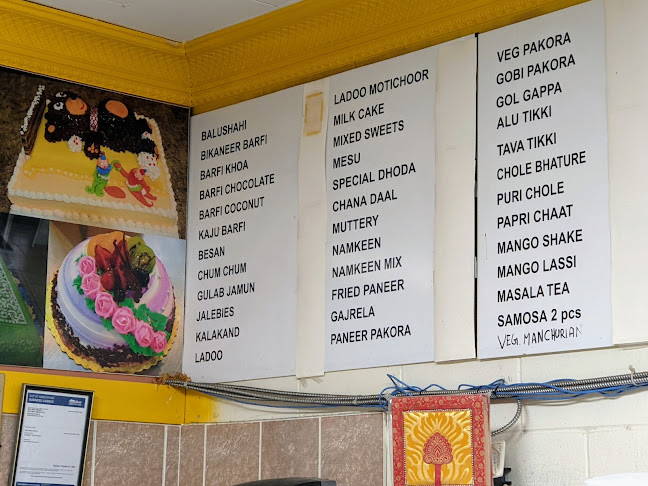 BALUSHAHI
BIKANEER BARFI
BARFI KHOA
BARFI CHOCOLATE
BARFI COCONUT
KAJU BARFI
BESAN
CHUM CHUM
GULAB JAMUN
JALEBIES
KALAKAND
LADOO
LADOO MOTICHOOR
MILK CAKE
MIXED SWEETS
MESU
SPECIAL DHODA
CHANA DAAL
MUTTERY
NAMKEEN
NAMKEEN MIX
FRIED PANEER
GAJRELA
PANEER PAKORA
VEG PAKORA
GOBI PAKORA
GOL GAPPA
ALU TIKKI
TAVA TIKKI
CHOLE BHATURE
PURI CHOLE
PAPRI CHAAT
MANGO SHAKE
MANGO LASSI
MASALA TEA
SAMOSA 2 pcs
VEG. MANCHURIAN
BUSINESS LICENCE